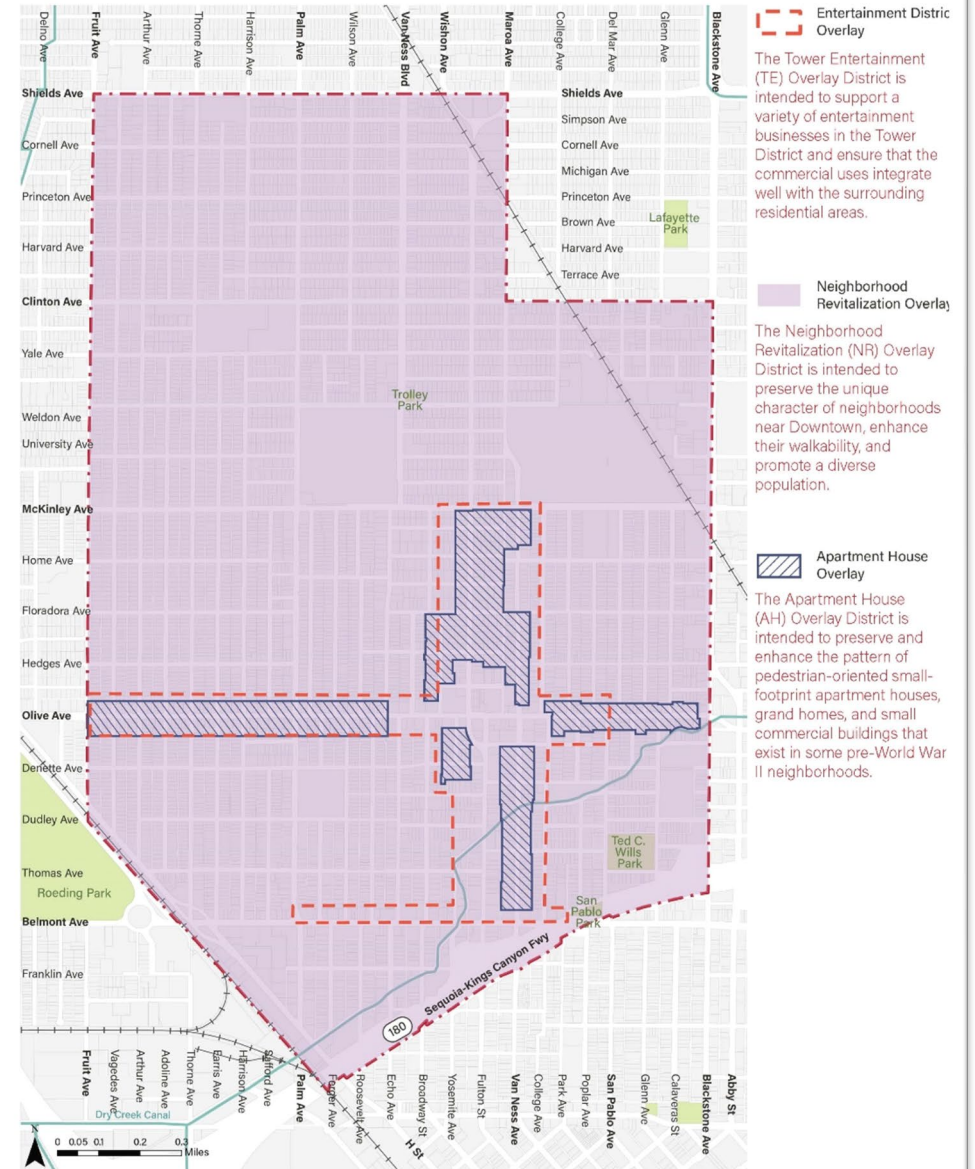 Delno Ave
Fruit Ave
Arthur Ave
Thorne Ave
Harrison Ave
Palm Ave
Wilson Ave
Van Ness Blvd
Wishon Ave
Maroa Ave
College Ave
Del Mar Ave
Glenn Ave
Blackstone Ave
Shields Ave
Cornell Ave
Princeton Ave
Harvard Ave
Clinton Ave
Yale Ave
Weldon Ave
University Ave
McKinley Ave
Home Ave
Floradora Ave
Hedges Ave
Olive Ave
Dennette Ave
Dudley Ave
Thomas Ave
Roeding Park
Belmont Ave
Franklin Ave
Shields Ave
Simpson Ave
Cornell Ave
Michigan Ave
Princeton Ave
Brown Ave
Harvard Ave
Terrace Ave
Lafayette
Park
Trolley
Park
Ted C.
Wills
Park
San
Pablo
Park
Sequoia-Kings Canyon Fwy
180
Fruit Ave
Vagedes Ave
Arthur Ave
Adoline Ave
Thorne Ave
Farris Ave
Harrison Ave
Safford Ave
Palm Ave
Ferger Ave
Roosevelt Ave
Echo Ave
Broadway St
Yosemite Ave
Fulton St
Van Ness Ave
College Ave
Park Ave
Poplar Ave
San Pablo Ave
Glenn Ave
Calaveras St
Blackstone Ave
Abby St
H St
Dry Creek Canal
N
0 0.05 0.1 0.2 0.3
Miles
Entertainment Distric
Overlay
The Tower Entertainment
(TE) Overlay District is
intended to support a
variety of entertainment
businesses in the Tower
District and ensure that the
commercial uses integrate
well with the surrounding
residential areas.
Neighborhood
Revitalization Overlay
The Neighborhood
Revitalization (NR) Overlay
District is intended to
preserve the unique
character of neighborhoods
near Downtown, enhance
their walkability, and
promote a diverse
population.
Apartment House
Overlay
The Apartment House
(AH) Overlay District is
intended to preserve and
enhance the pattern of
pedestrian-oriented small-
footprint apartment houses,
grand homes, and small
commercial buildings that
exist in some pre-World War
II neighborhoods.